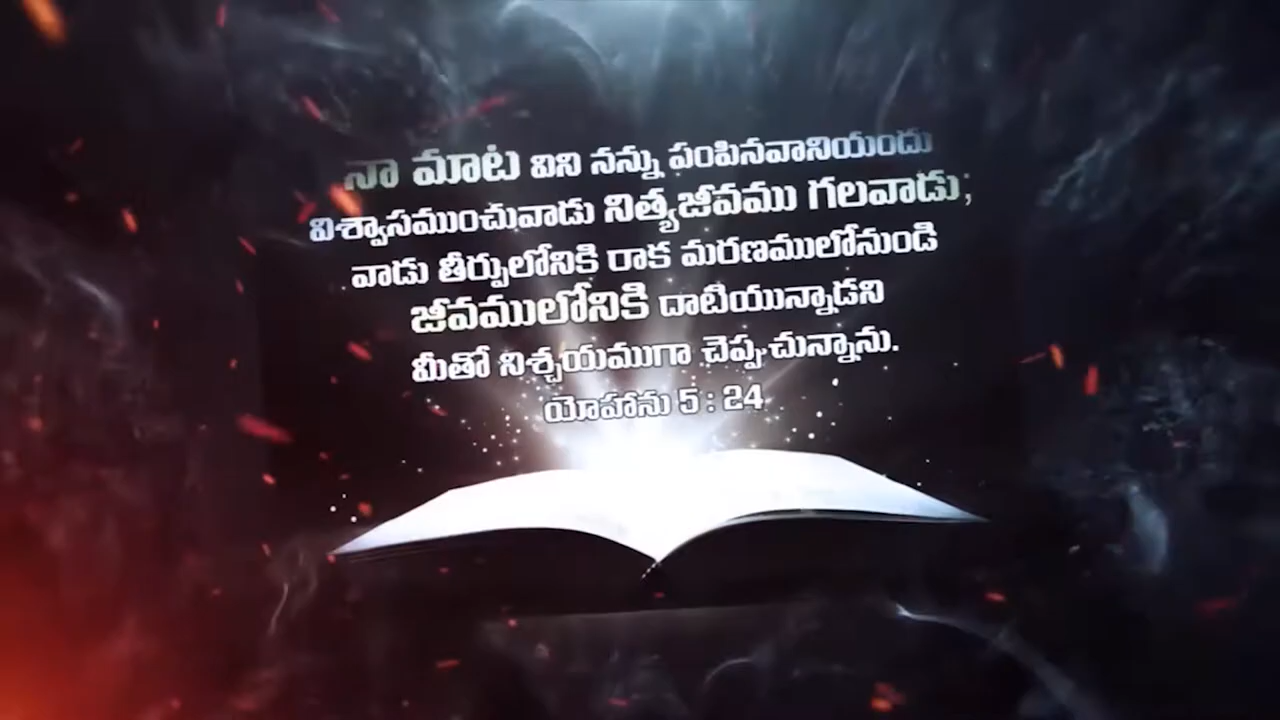 నా మాట విని నన్ను పంపినవానియందు
విశ్వాసముంచువాడు నిత్యజీవము గలవాడు;
వాడు తీర్పులోనికి రాక మరణములోనుండి
జీవములోనికి దాటియున్నాడని
మీతో నిశ్చయముగా చెప్పుచున్నాను.
యోహాను 5 : 24